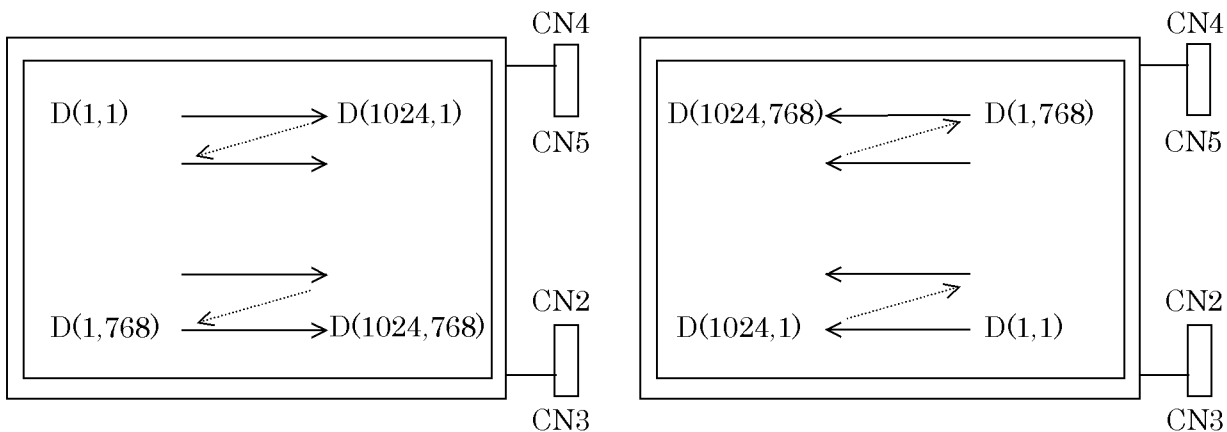 CN4
D(1,1) D(1024,1)
CN5
CN2
D(1,768) D(1024,768)
CN3
CN4
D(1024,768) D(1,768)
CN5
CN2
D(1024,1) D(1,1)
CN3